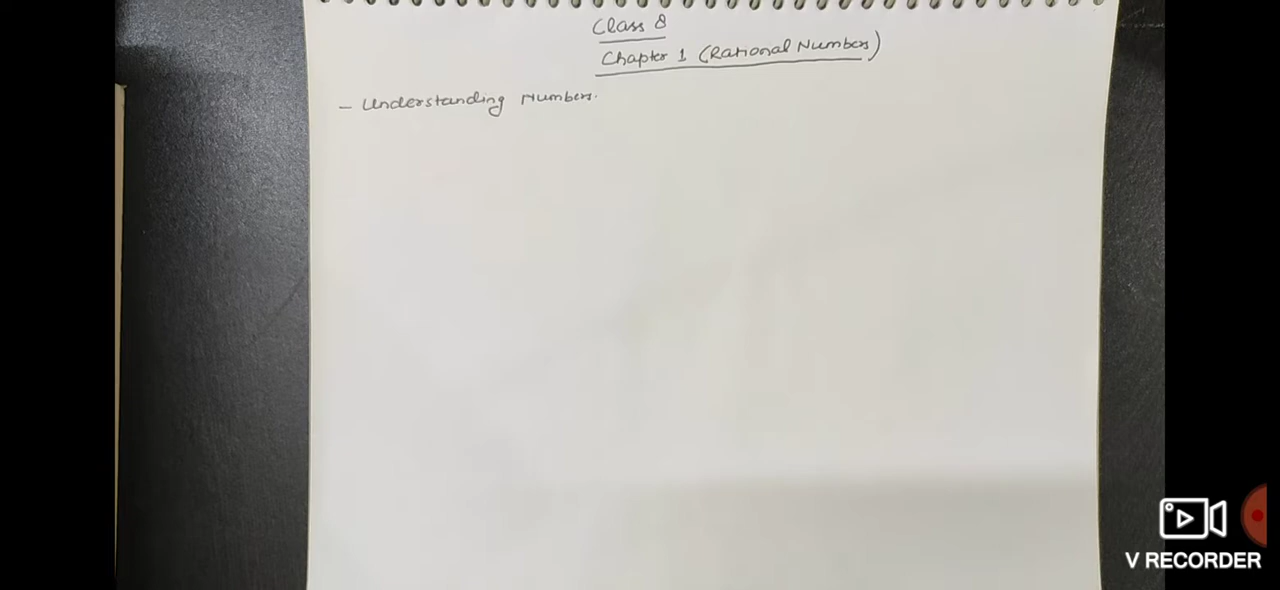 Class 8
Chapter 1 (Rational Numbers)
- Understanding Numbers.
V RECORDER